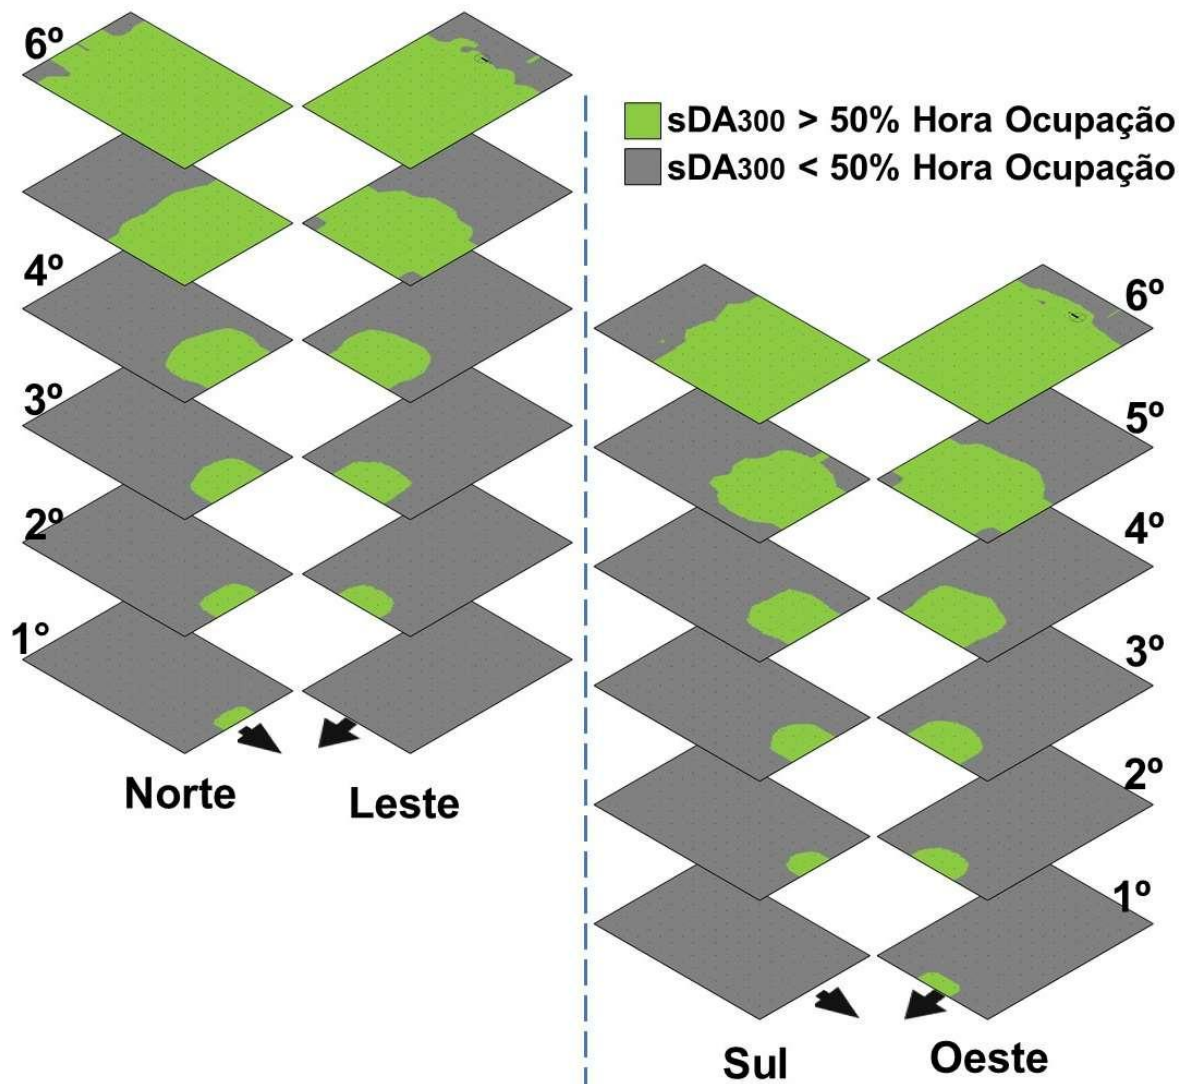 6º
4º
3º
2º
1°
Norte
Leste
sDA300 > 50% Hora Ocupação
sDA300 < 50% Hora Ocupação
6º
5º
4º
3º
2º
1º
Sul
Oeste